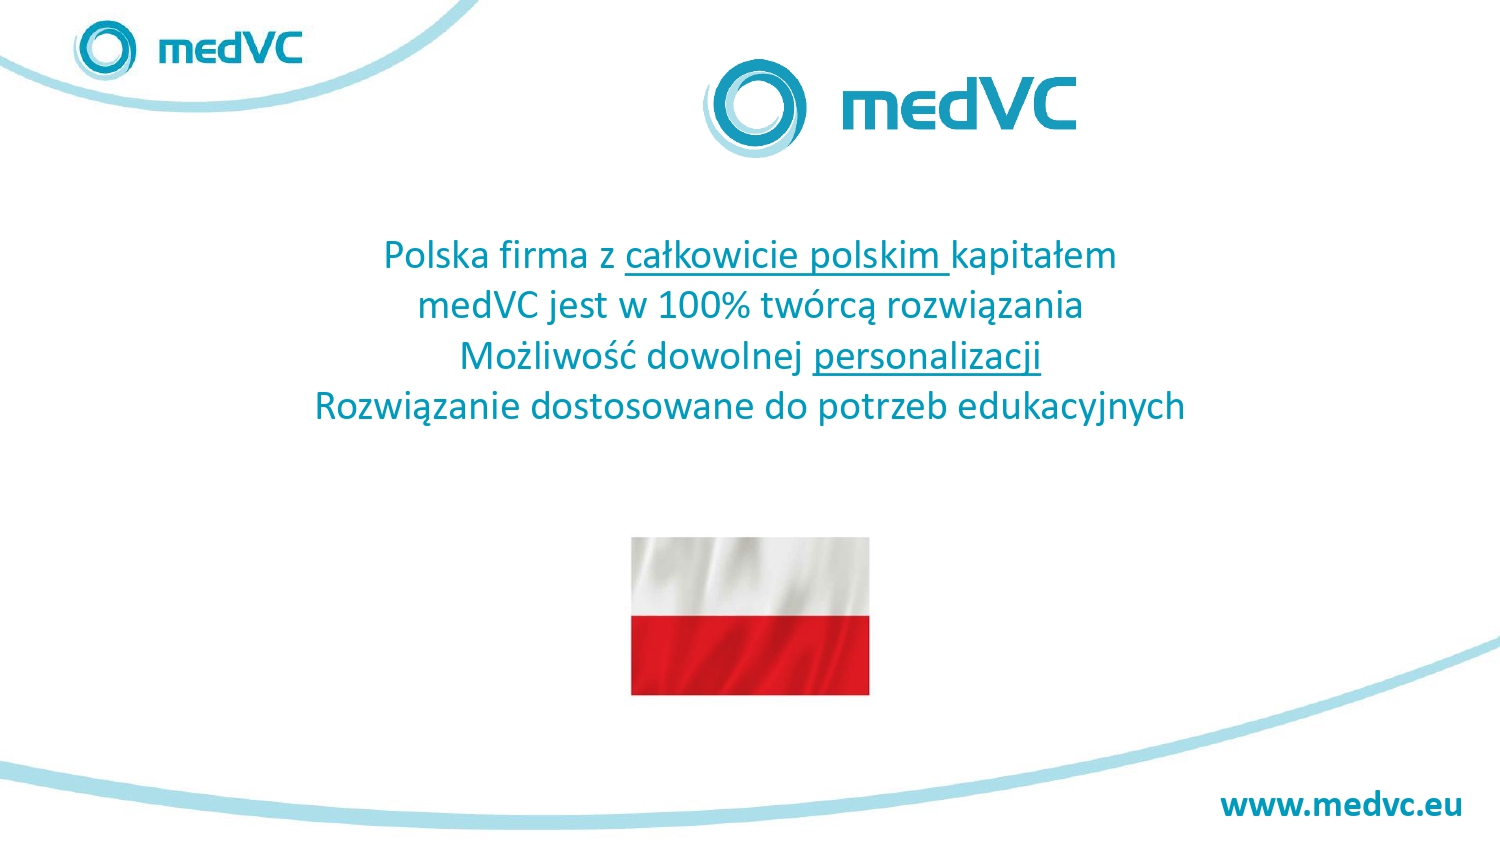 medVC
medVC
Polska firma z całkowicie polskim kapitałem
medVC jest w 100% twórcą rozwiązania
Możliwość dowolnej personalizacji
Rozwiązanie dostosowane do potrzeb edukacyjnych
www.medvc.eu